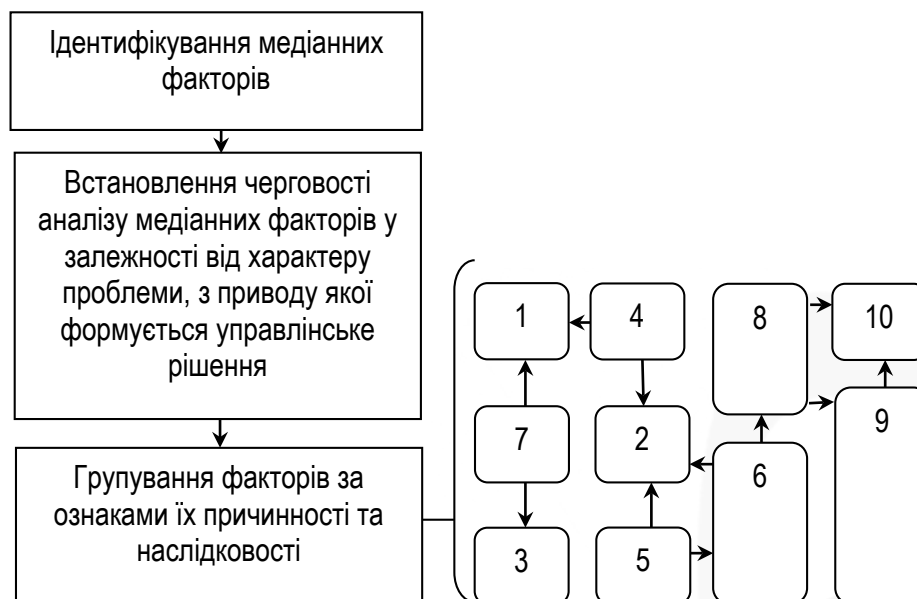 Ідентифікування медіанних
факторів
Встановлення черговості
аналізу медіанних факторів у
залежності від характеру
проблеми, з приводу якої
формується управлінське
рішення
Групування факторів за
ознаками їх причинності та
наслідковості
1
4
8
10
7
2
6
9
3
5